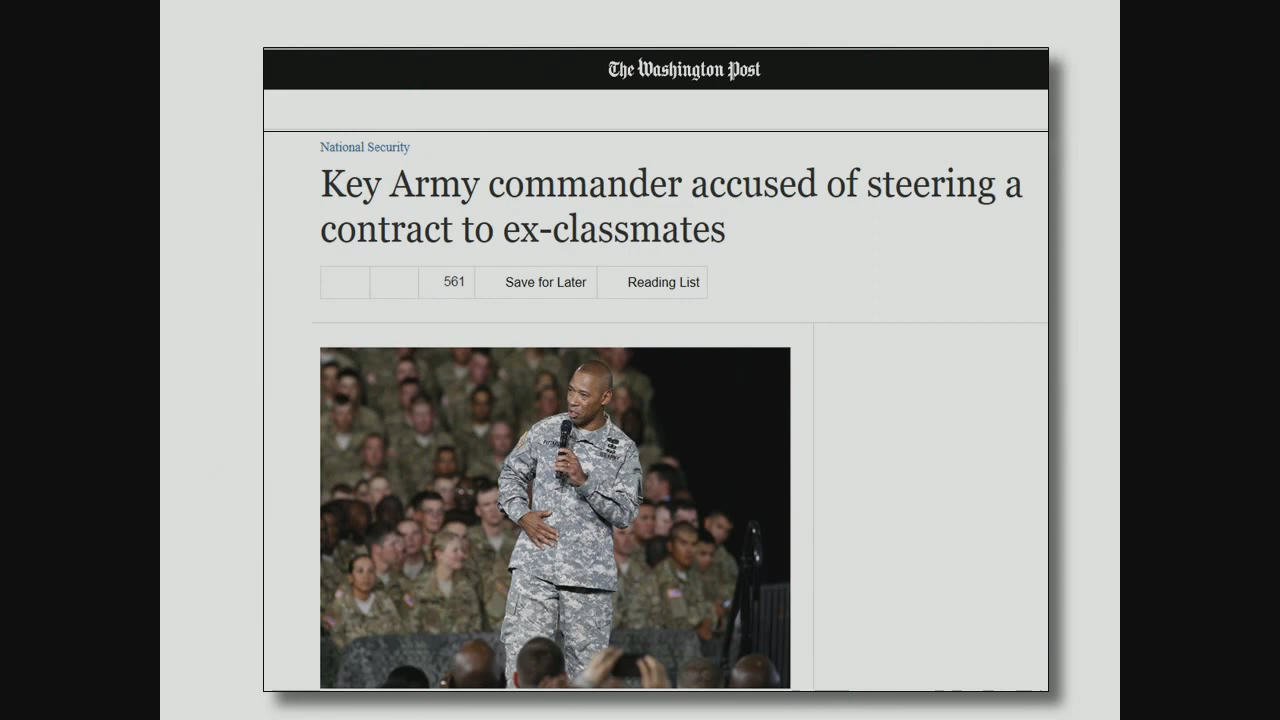 The Washington Post
National Security
Key Army commander accused of steering a
contract to ex-classmates
561
Save for Later
Reading List